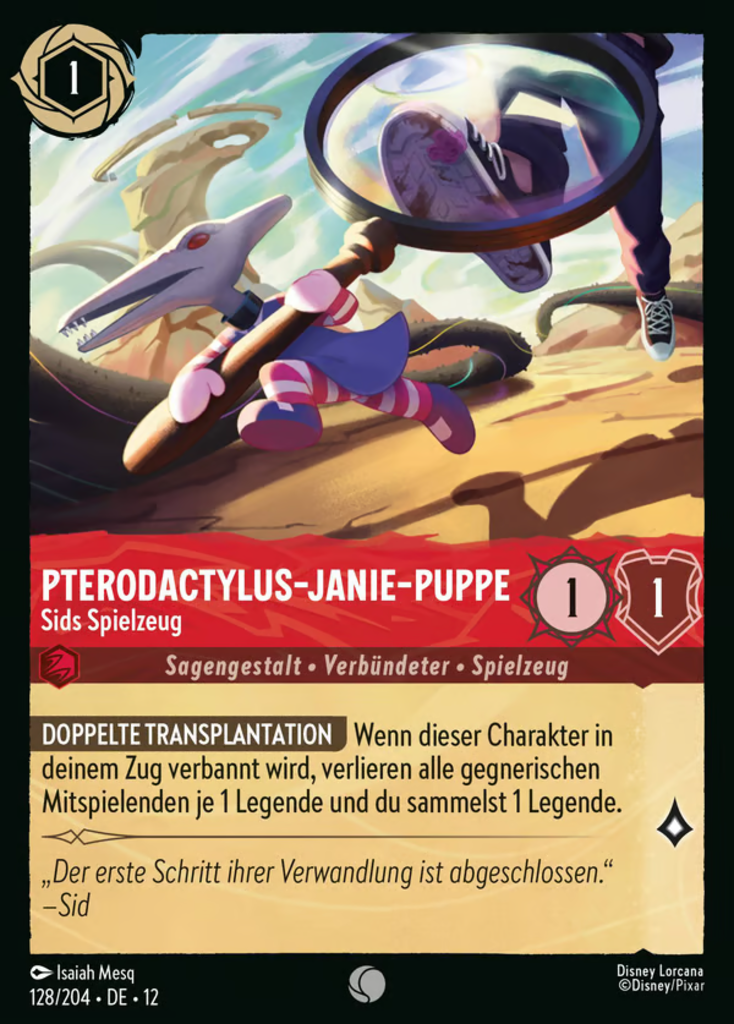 1
PTERODACTYLUS-JANIE-PUPPE
Sids Spielzeug
1
1
Sagengestalt • Verbündeter • Spielzeug
DOPPELTE TRANSPLANTATION Wenn dieser Charakter in
deinem Zug verbannt wird, verlieren alle gegnerischen
Mitspielenden je 1 Legende und du sammelst 1 Legende.
„Der erste Schritt ihrer Verwandlung ist abgeschlossen.“
–Sid
Isaiah Mesq
128/204 • DE • 12
Disney Lorcana
©Disney/Pixar